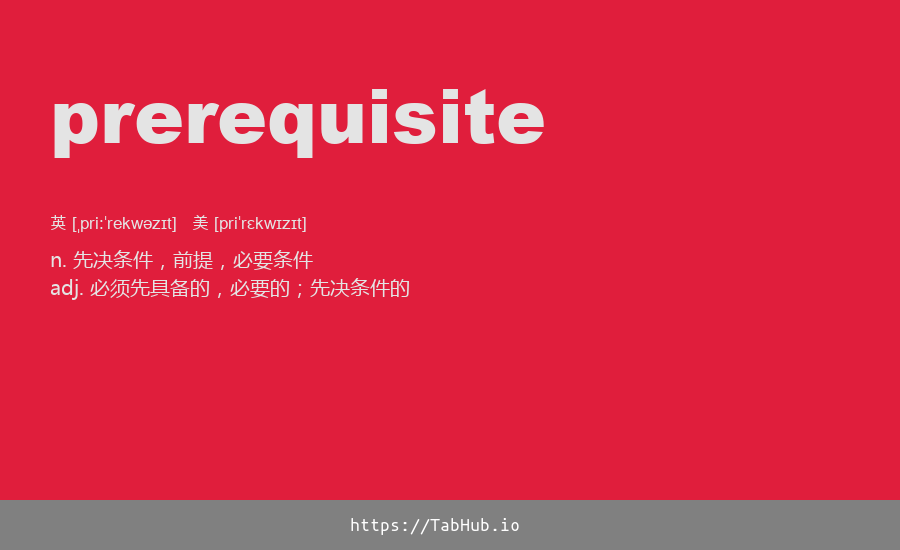 prerequisite
英 [ˌpriːˈrekwəzɪt] 美 [priˈrɛkwɪzɪt]
n. 先决条件，前提，必要条件
adj. 必须先具备的，必要的；先决条件的
https://TabHub.io